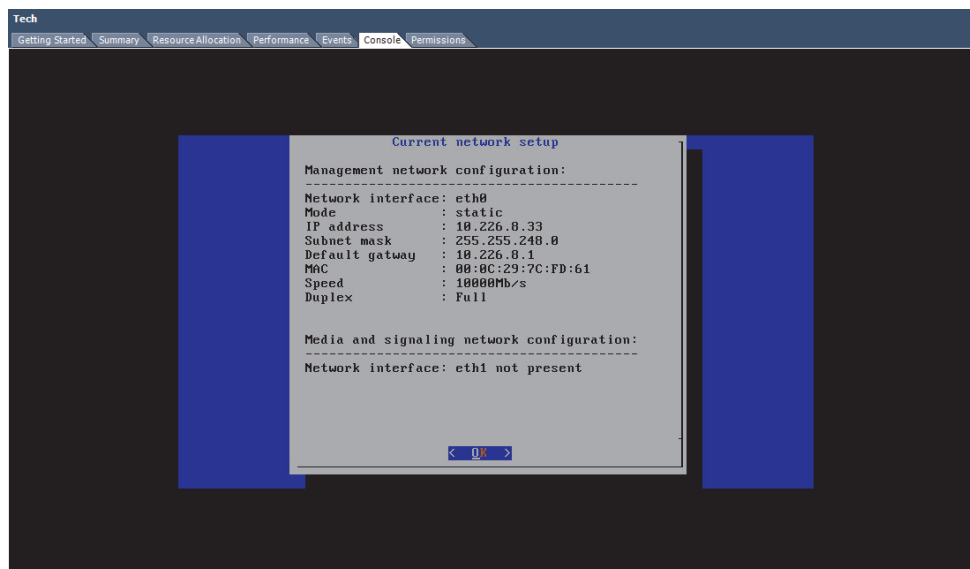 Tech
Getting Started Summary Resource Allocation Performance Events Console Permissions
Current network setup
Management network configuration:
-----------------------------------------
Network interface: eth0
Mode : static
IP address : 10.226.8.33
Subnet mask : 255.255.248.0
Default gatway : 10.226.8.1
MAC : 00:0C:29:7C:FD:61
Speed : 10000Mb/s
Duplex : Full
Media and signaling network configuration:
-----------------------------------------
Network interface: eth1 not present
< OK >